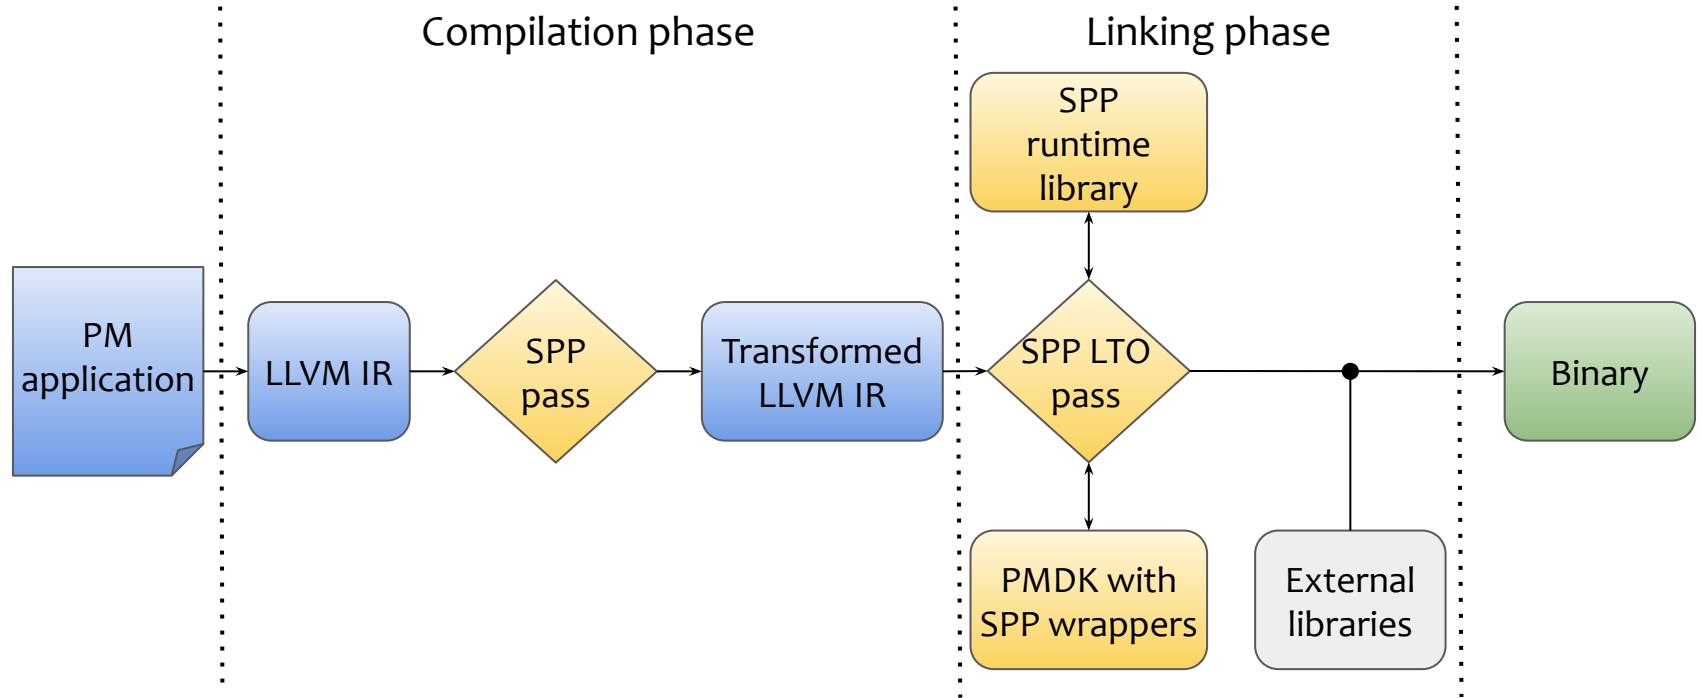 Compilation phase
Linking phase
SPP
runtime
library
PM
application
LLVM IR
SPP
pass
Transformed
LLVM IR
SPP LTO
pass
Binary
PMDK with
SPP wrappers
External
libraries